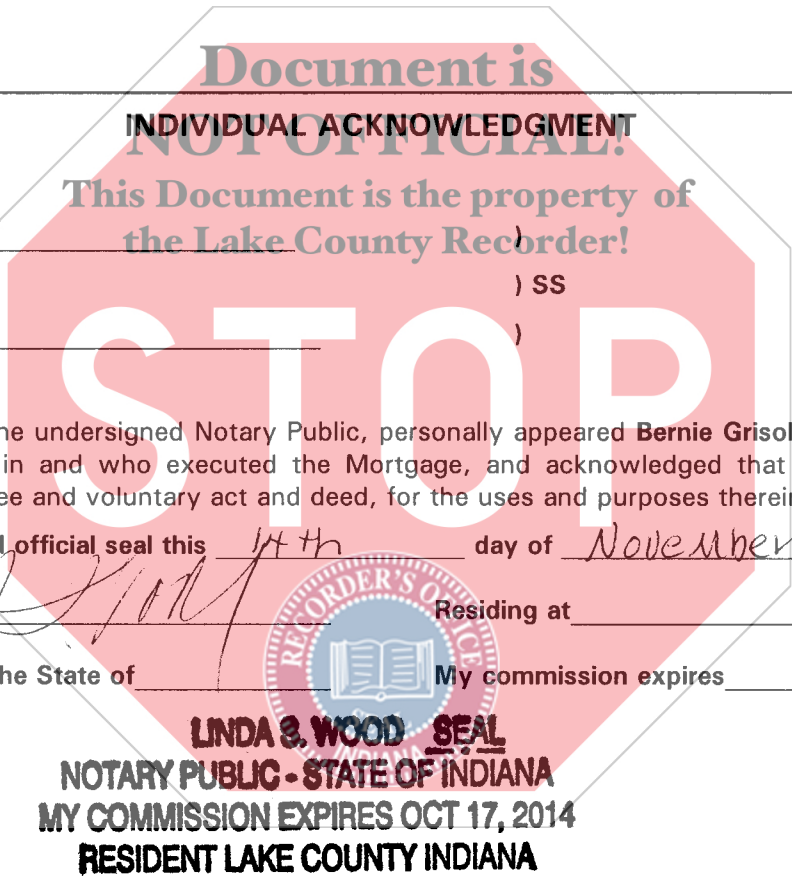 Document is
INDIVIDUAL ACKNOWLEDGMENT
NOT OFFICIAL!
This Document is the property of
the Lake County Recorder!
)
) SS
)
STOP
he undersigned Notary Public, personally appeared Bernie Grisol
in and who executed the Mortgage, and acknowledged that
ee and voluntary act and deed, for the uses and purposes therein
official seal this 14th day of November
Residing at
he State of My commission expires
RECORDER'S OFFICE
SEAL
INDIANA
LINDA S. WOOD SEAL
NOTARY PUBLIC - STATE OF INDIANA
MY COMMISSION EXPIRES OCT 17, 2014
RESIDENT LAKE COUNTY INDIANA